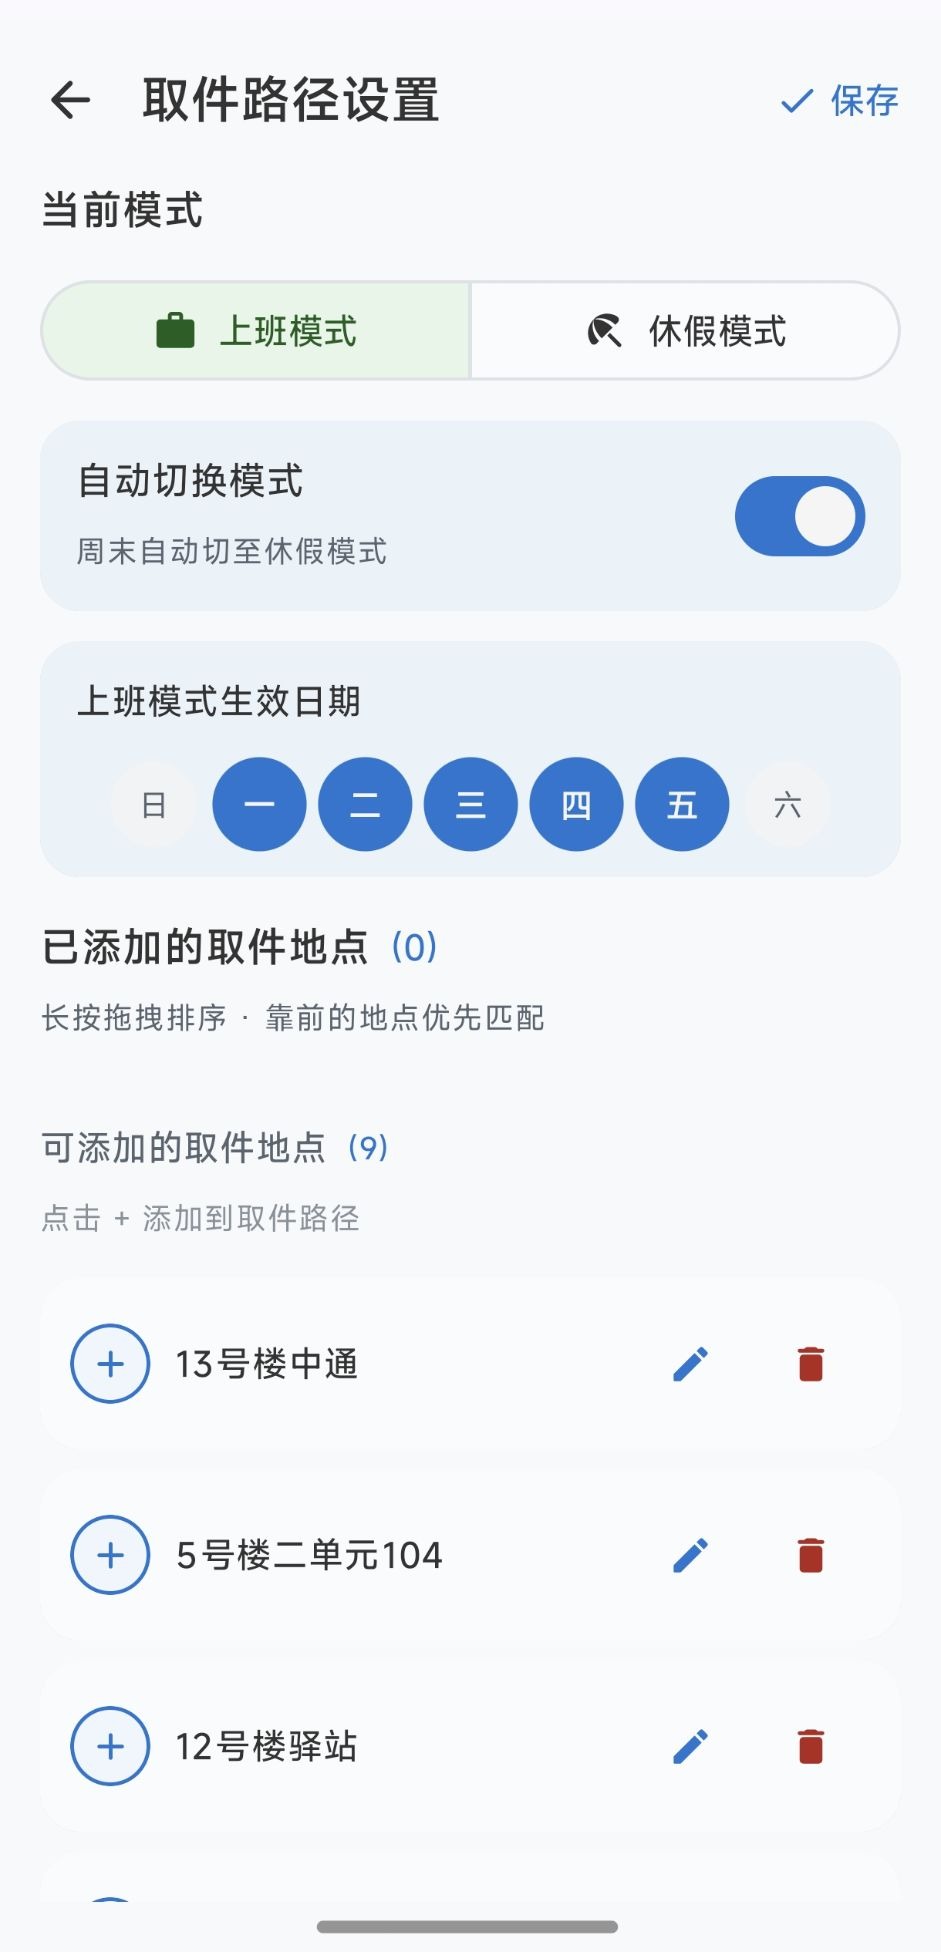 取件路径设置
保存
当前模式
上班模式
休假模式
自动切换模式
周末自动切至休假模式
上班模式生效日期
日 一 二 三 四 五 六
已添加的取件地点 (0)
长按拖拽排序 · 靠前的地点优先匹配
可添加的取件地点 (9)
点击 + 添加到取件路径
13号楼中通
5号楼二单元104
12号楼驿站